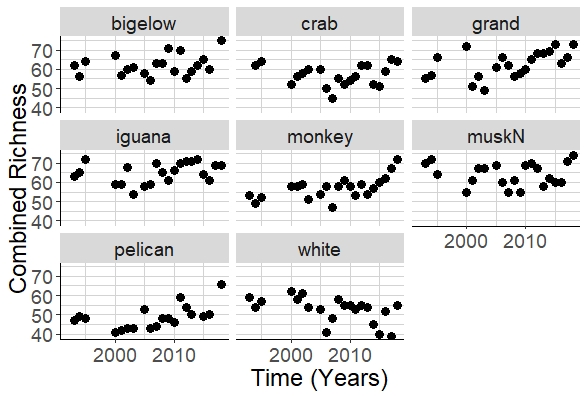 bigelow crab grand
70
60
50
40
iguana monkey muskN
70
60
50
40
pelican white 2000 2010
70
60
50
40
2000 2010 2000 2010
Time (Years)
Combined Richness